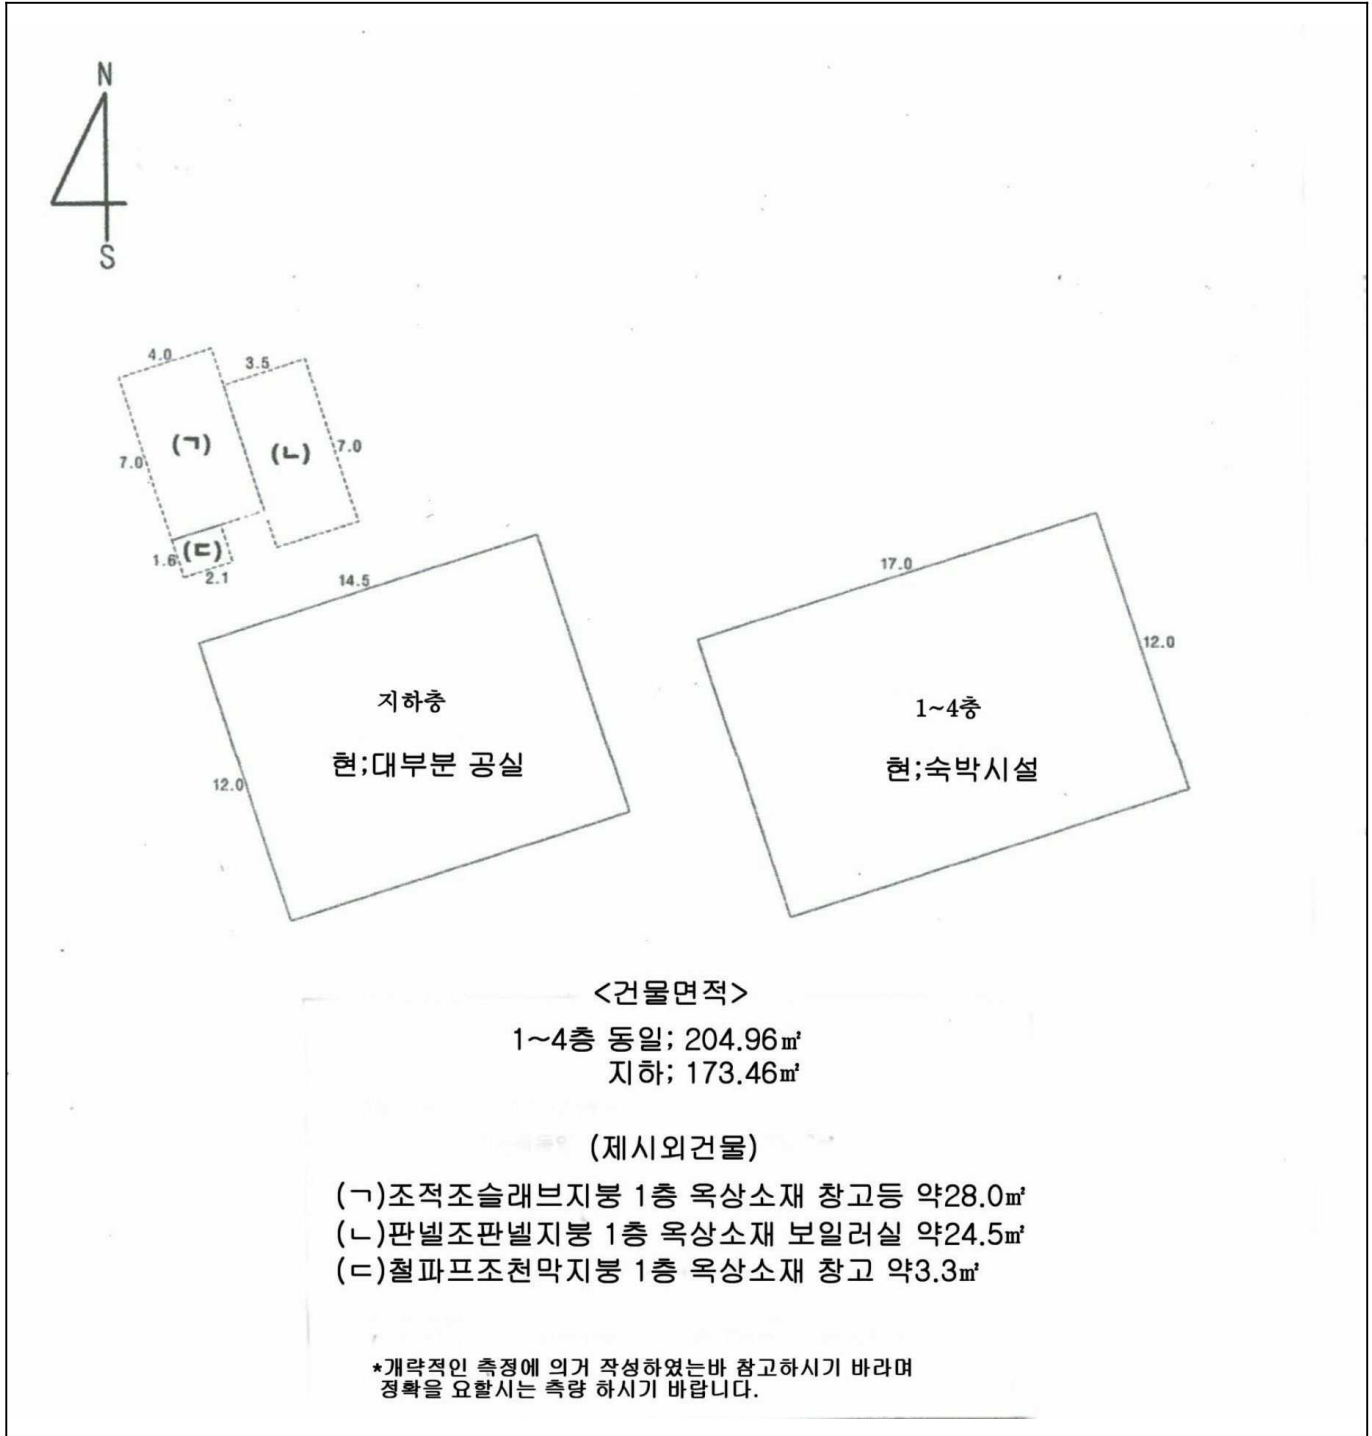 N
S
4.0
3.5
(ㄱ)
(ㄴ)
7.0
7.0
(ㄷ)
1.6
2.1
14.5
17.0
12.0
지하층
1~4층
현;대부분 공실
현;숙박시설
12.0
<건물면적>
1~4층 동일; 204.96㎡
지하; 173.46㎡
(제시외건물)
(ㄱ)조적조슬래브지붕 1층 옥상소재 창고등 약28.0㎡
(ㄴ)판넬조판넬지붕 1층 옥상소재 보일러실 약24.5㎡
(ㄷ)철파프조천막지붕 1층 옥상소재 창고 약3.3㎡
*개략적인 측정에 의거 작성하였는바 참고하시기 바라며
정확을 요할시는 측량 하시기 바랍니다.